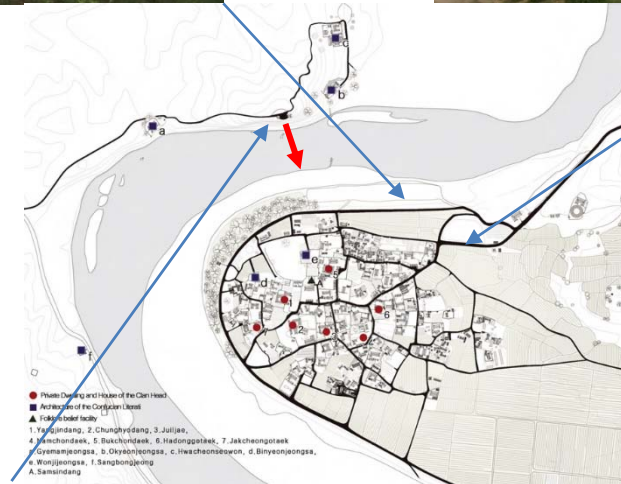 c
b
a
e
d
1
6
2
f
Private Dwelling and House of the Clan Head
Architecture of the Confucian Literati
Folklore belief facility
1.Yangjindang, 2.Chunghyodang, 3.Juiljae,
4.Namchondaek, 5.Bukchondaek, 6.Hadonggotaek, 7.Jakcheongotaek
Gyemamjeongsa, b.Okyeonjeongsa, c.Hwacheonseowon, d.Binyeonjeongsa,
e.Wonjijeongsa, f.Sangbongjeong
A.Samsindang